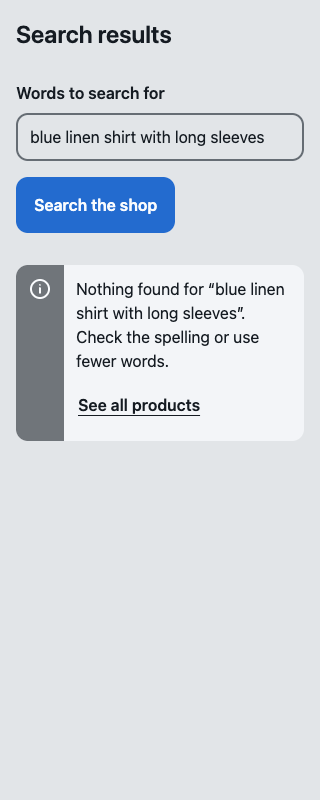 Search results
Words to search for
blue linen shirt with long sleeves
Search the shop
Nothing found for “blue linen
shirt with long sleeves”.
Check the spelling or use
fewer words.
See all products